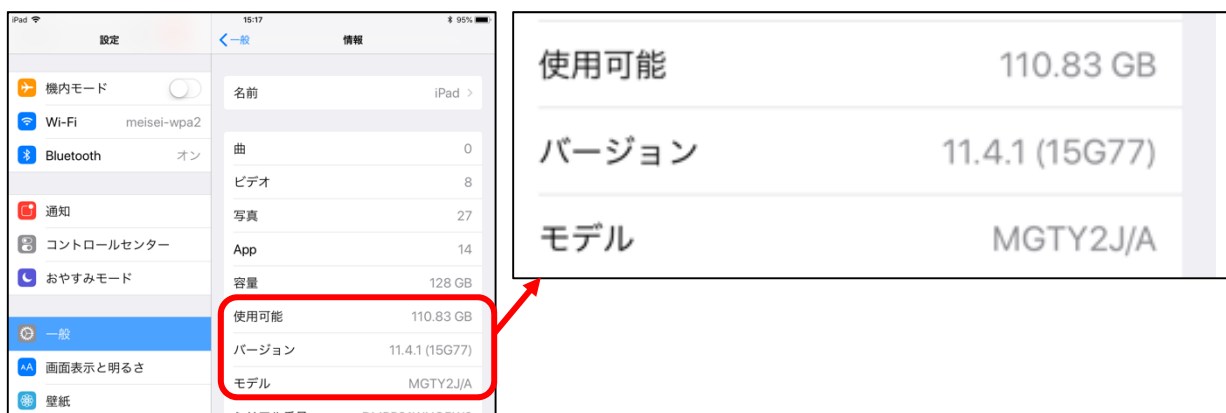 iPad 15:17 95%
設定
機内モード
Wi-Fi meisei-wpa2
Bluetooth オン
通知
コントロールセンター
おやすみモード
一般
AA 画面表示と明るさ
壁紙
一般 情報
名前 iPad
曲 0
ビデオ 8
写真 27
App 14
容量 128 GB
使用可能 110.83 GB
バージョン 11.4.1 (15G77)
モデル MGTY2J/A
使用可能 110.83 GB
バージョン 11.4.1 (15G77)
モデル MGTY2J/A